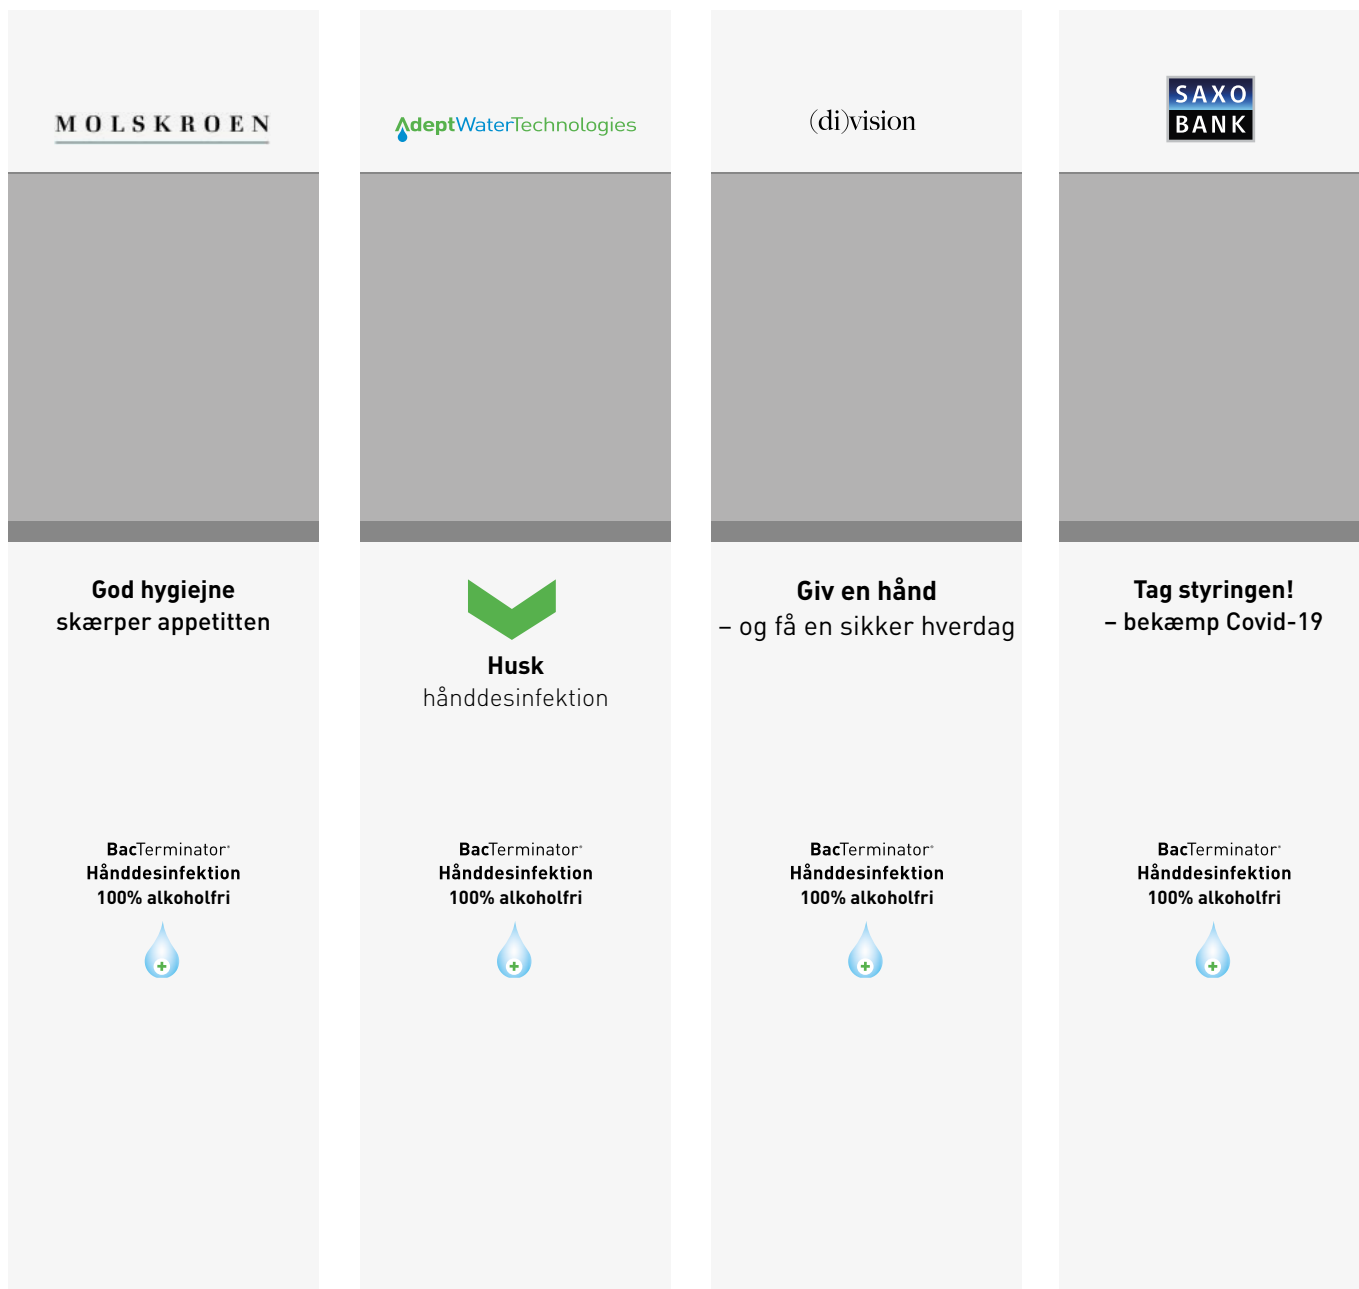 MOLSKROEN
God hygiejne
skærper appetitten
BacTerminator®
Hånddesinfektion
100% alkoholfri
AdeptWaterTechnologies
Husk
hånddesinfektion
BacTerminator®
Hånddesinfektion
100% alkoholfri
(di)vision
Giv en hånd
– og få en sikker hverdag
BacTerminator®
Hånddesinfektion
100% alkoholfri
SAXO
BANK
Tag styringen!
– bekæmp Covid-19
BacTerminator®
Hånddesinfektion
100% alkoholfri